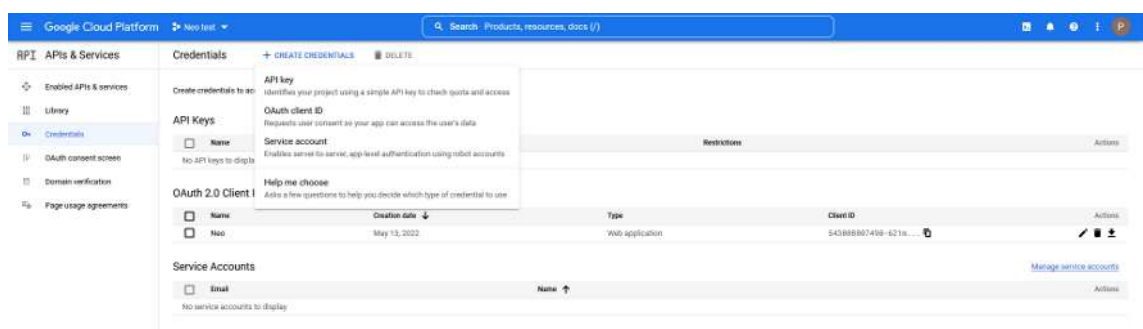 Google Cloud Platform
Neo test
Search Products, resources, docs (/)
P
API APIs & Services
Credentials
+ CREATE CREDENTIALS
DELETE
Enabled APIs & services
Library
Credentials
OAuth consent screen
Domain verification
Page usage agreements
Create credentials to ac
API key
Identifies your project using a simple API key to check quota and access
OAuth client ID
Requests user consent so your app can access the user's data
Service account
Enables server-to-server, app-level authentication using robot accounts
Help me choose
Asks a few questions to help you decide which type of credential to use
API Keys
Name Restrictions Actions
No API keys to displa
OAuth 2.0 Client I
Name Creation date Type Client ID Actions
Neo May 13, 2022 Web application
Service Accounts
Manage service accounts
Email Name Actions
No service accounts to display